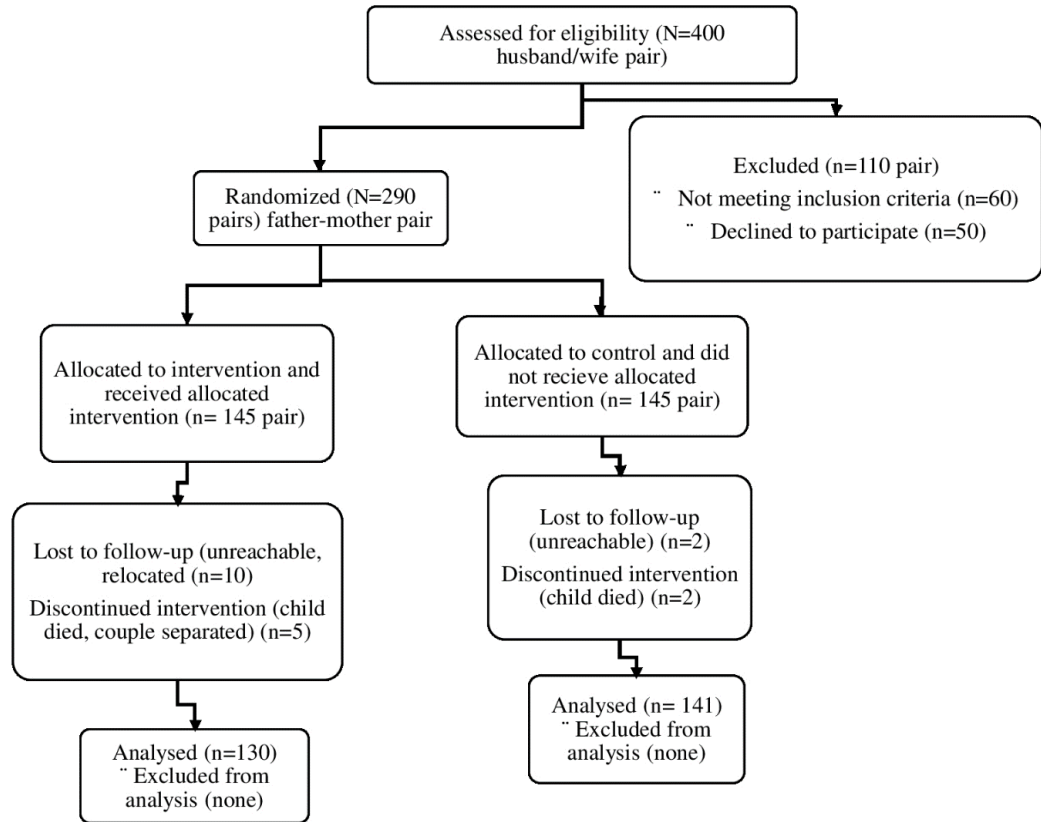 Assessed for eligibility (N=400
husband/wife pair)
Excluded (n=110 pair)
¨ Not meeting inclusion criteria (n=60)
¨ Declined to participate (n=50)
Randomized (N=290
pairs) father-mother pair
Allocated to intervention and
received allocated
intervention (n= 145 pair)
Allocated to control and did
not recieve allocated
intervention (n= 145 pair)
Lost to follow-up (unreachable,
relocated (n=10)
Discontinued intervention (child
died, couple separated) (n=5)
Lost to follow-up
(unreachable) (n=2)
Discontinued intervention
(child died) (n=2)
Analysed (n=130)
¨ Excluded from
analysis (none)
Analysed (n= 141)
¨ Excluded from
analysis (none)